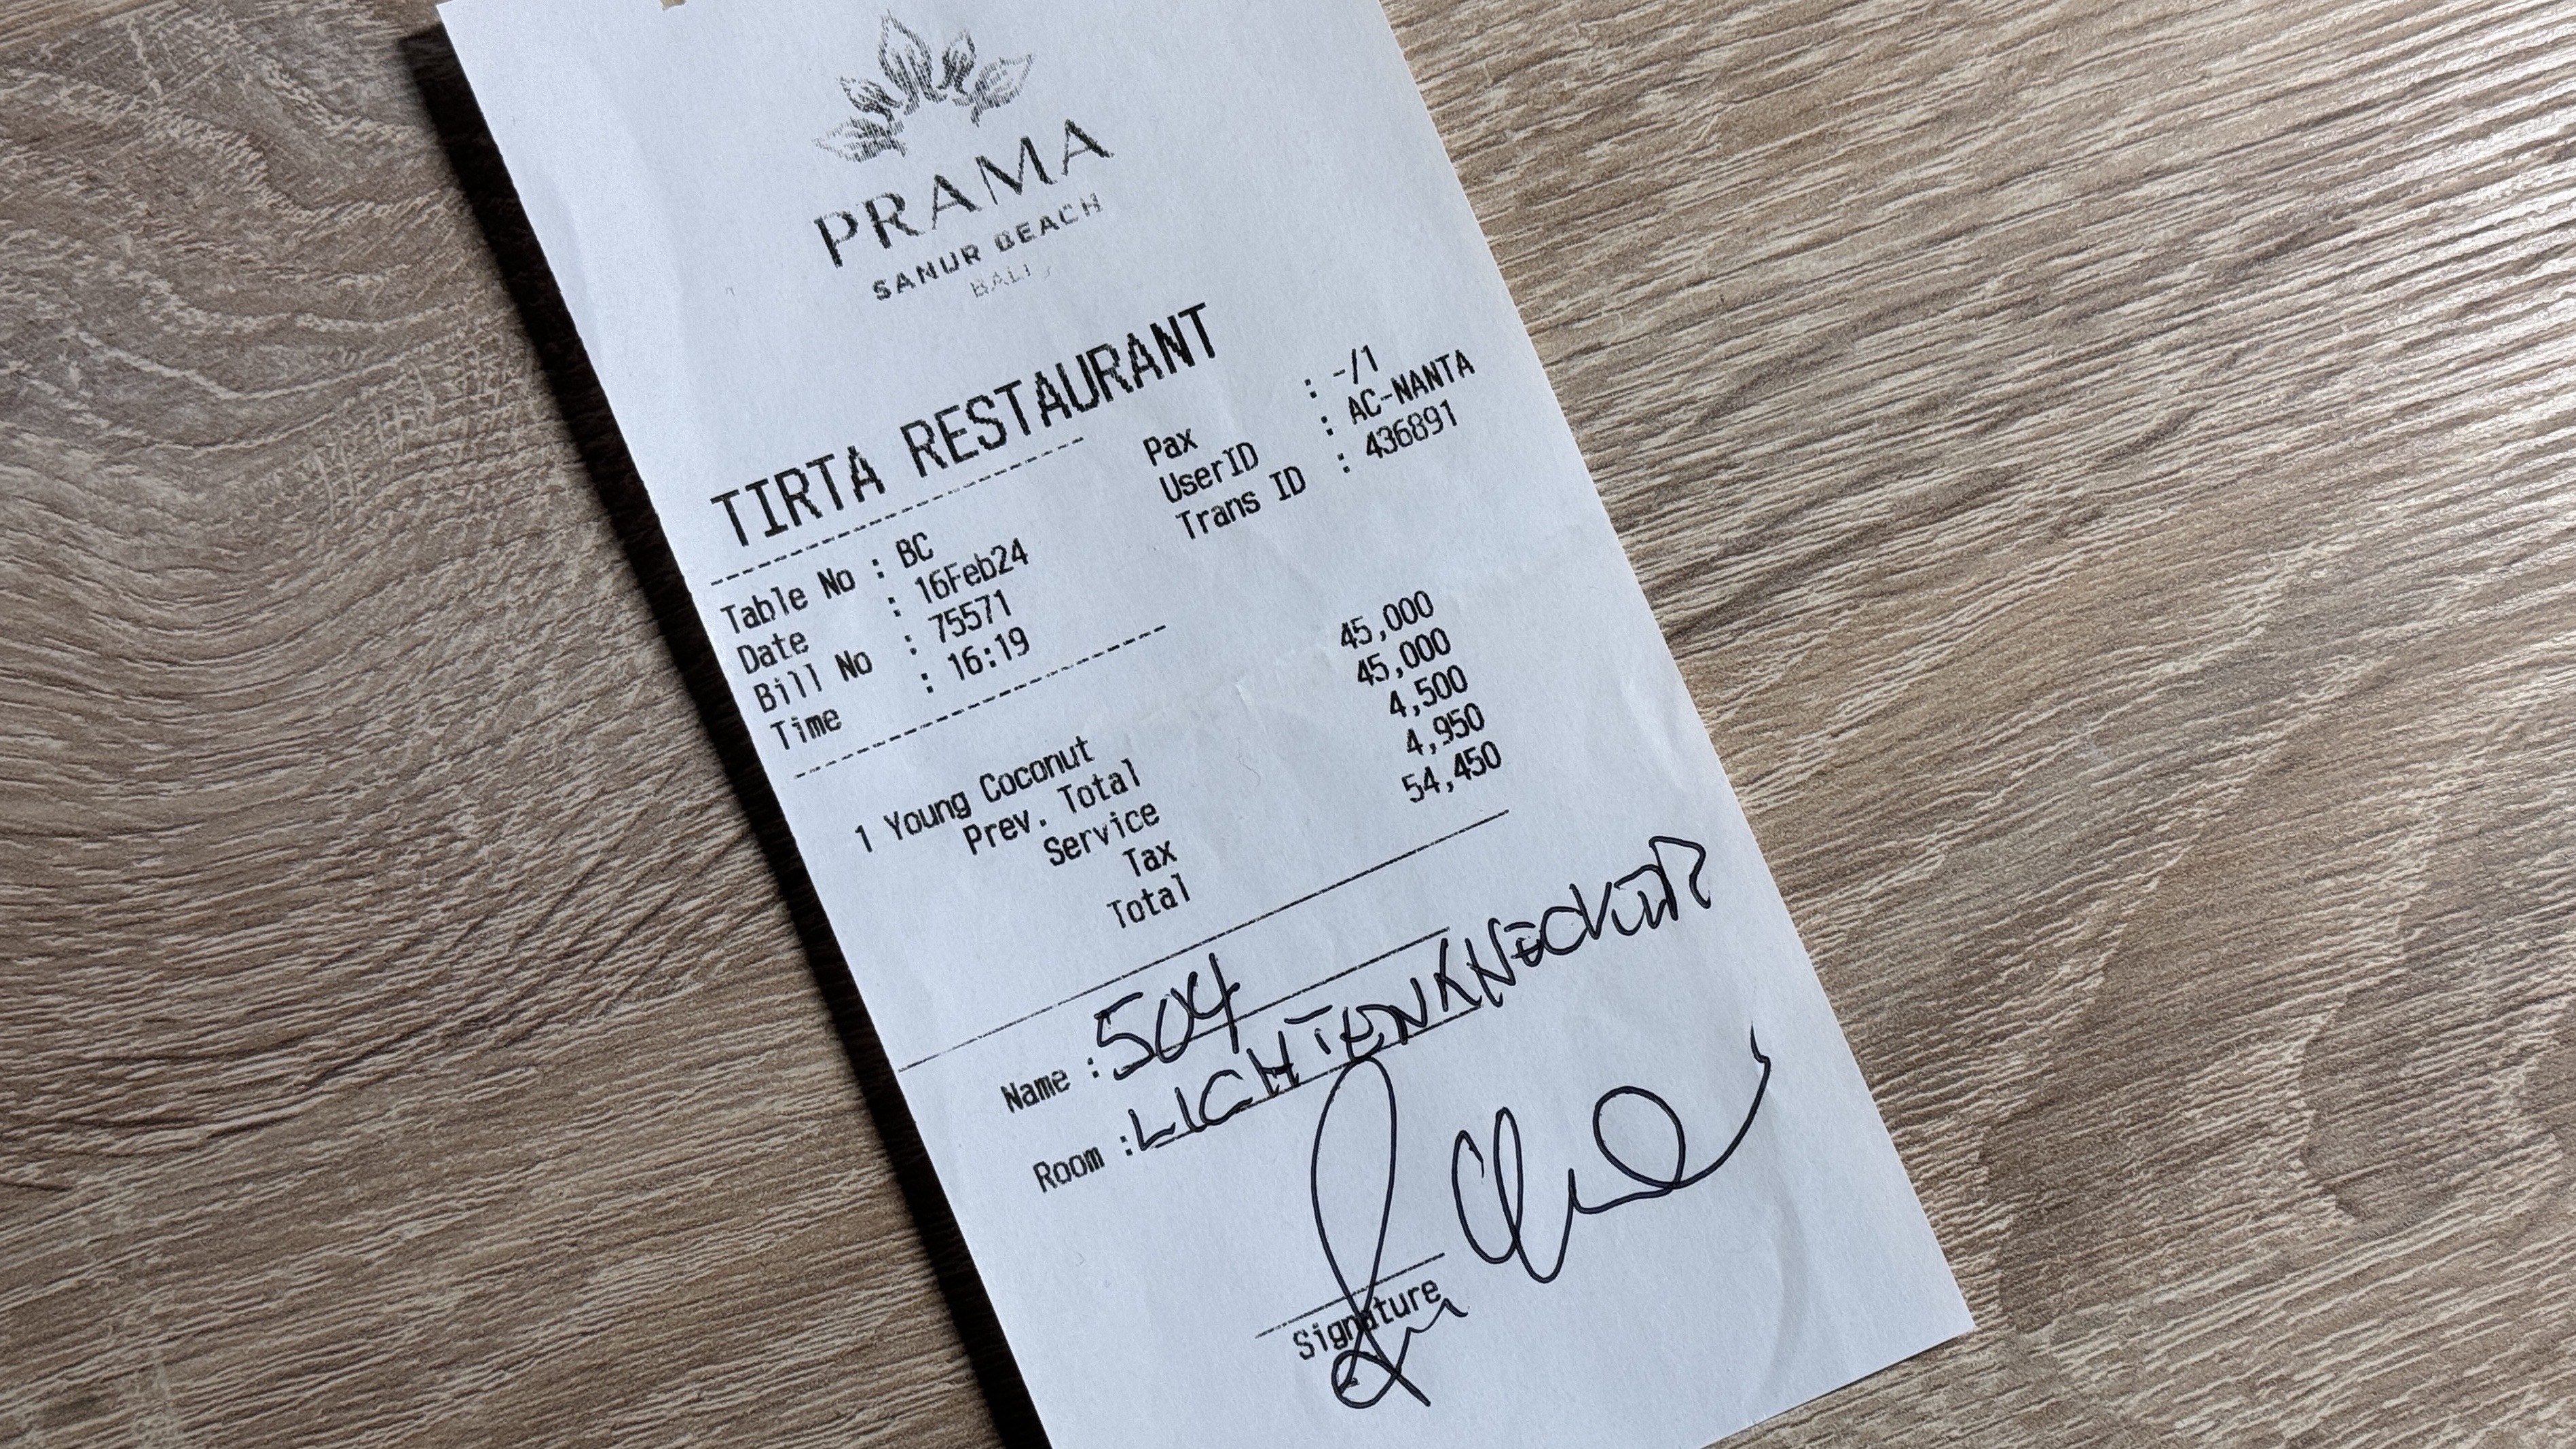 PRAMA
SANUR BEACH
BALI
TIRTA RESTAURANT
Table No : BC
Pax : -/1
Date : 16Feb24
UserID : AC-NANTA
Bill No : 75571
Trans ID : 436891
Time : 16:19
1 Young Coconut 45,000
Prev. Total 45,000
Service 4,500
Tax 4,950
Total 54,450
Name : 504
Room : LICHTENKNECKER
Signature